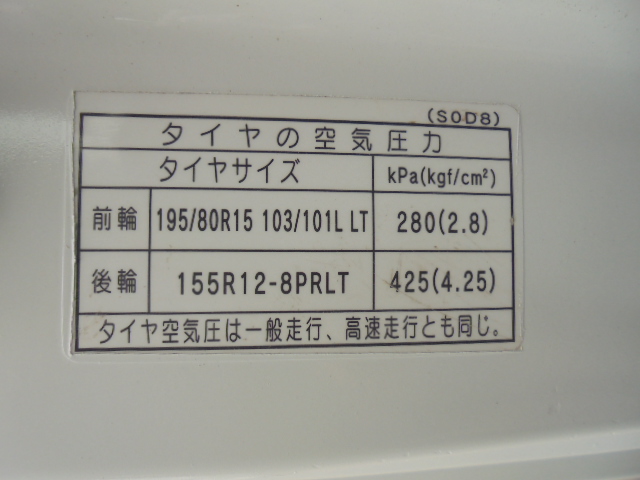 (S0D8)
タイヤの空気圧力
タイヤサイズ kPa(kgf/cm²)
前輪 195/80R15 103/101L LT 280(2.8)
後輪 155R12-8PRLT 425(4.25)
タイヤ空気圧は一般走行、高速走行とも同じ。